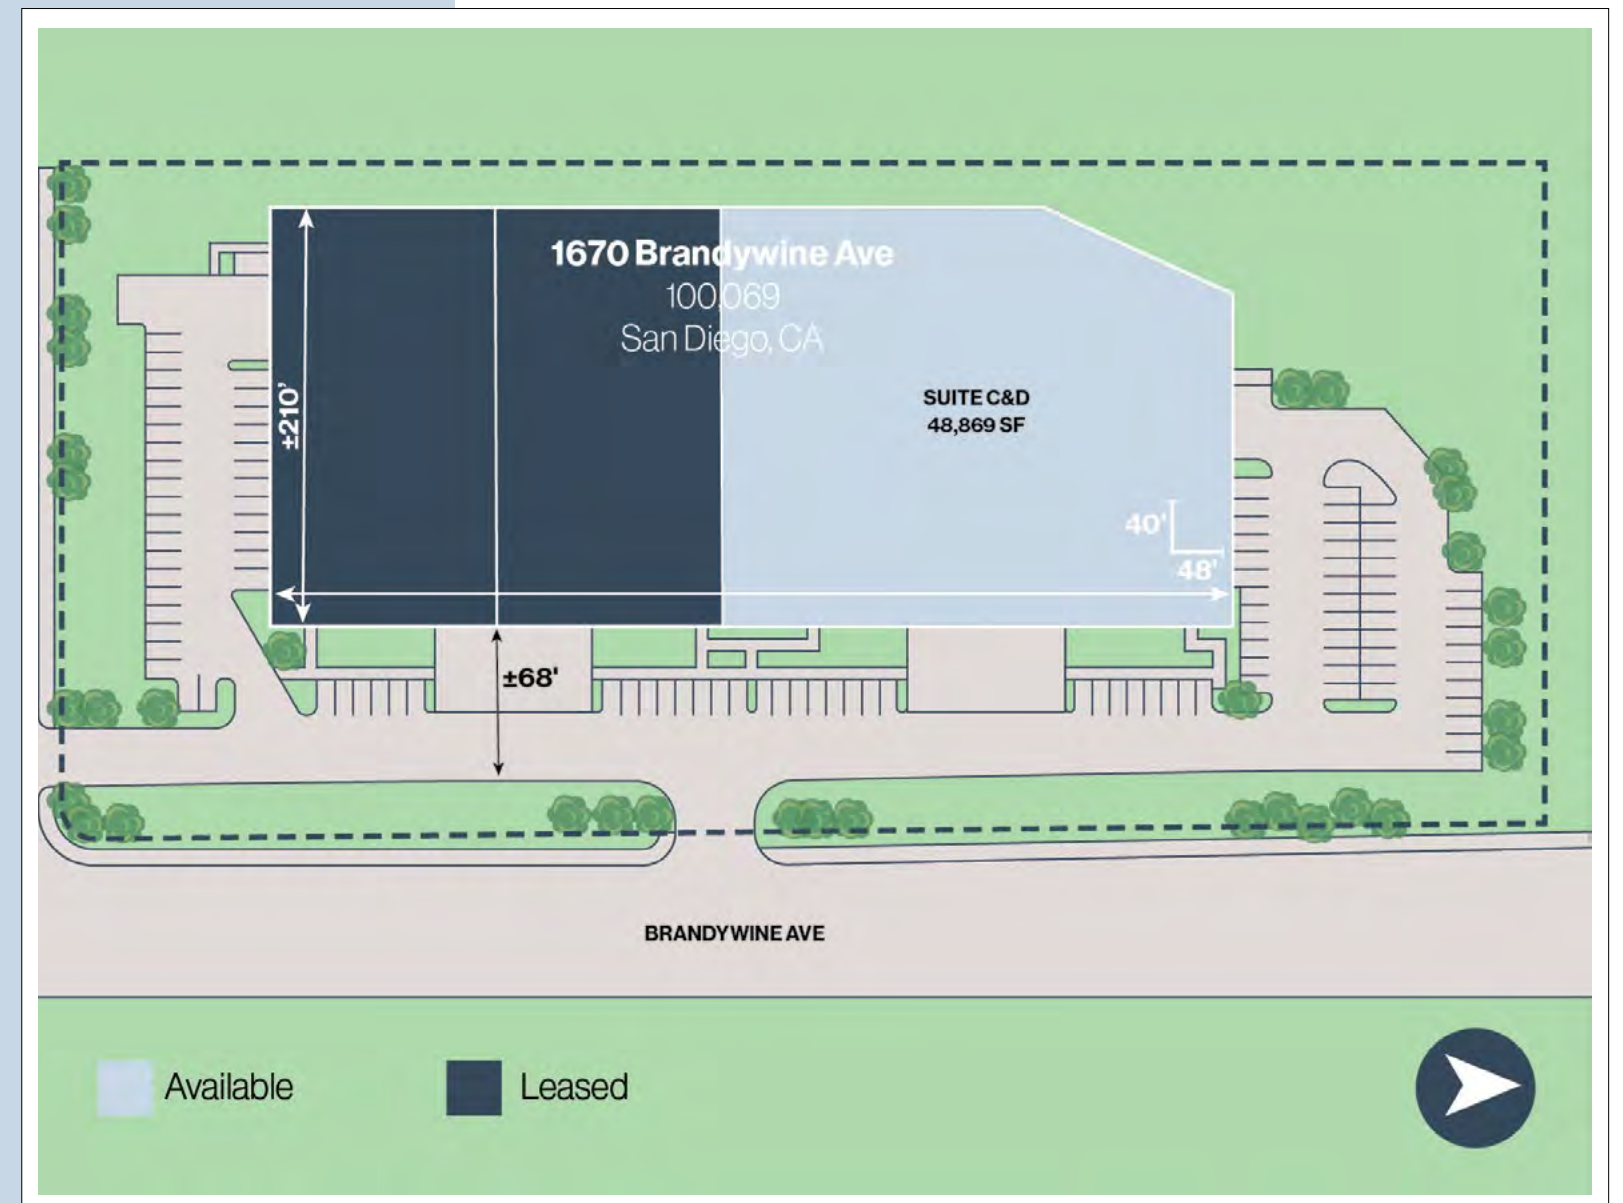 1670 Brandywine Ave
100,069
San Diego, CA
±210'
SUITE C&D
48,869 SF
40'
48'
±68'
BRANDYWINE AVE
Available
Leased